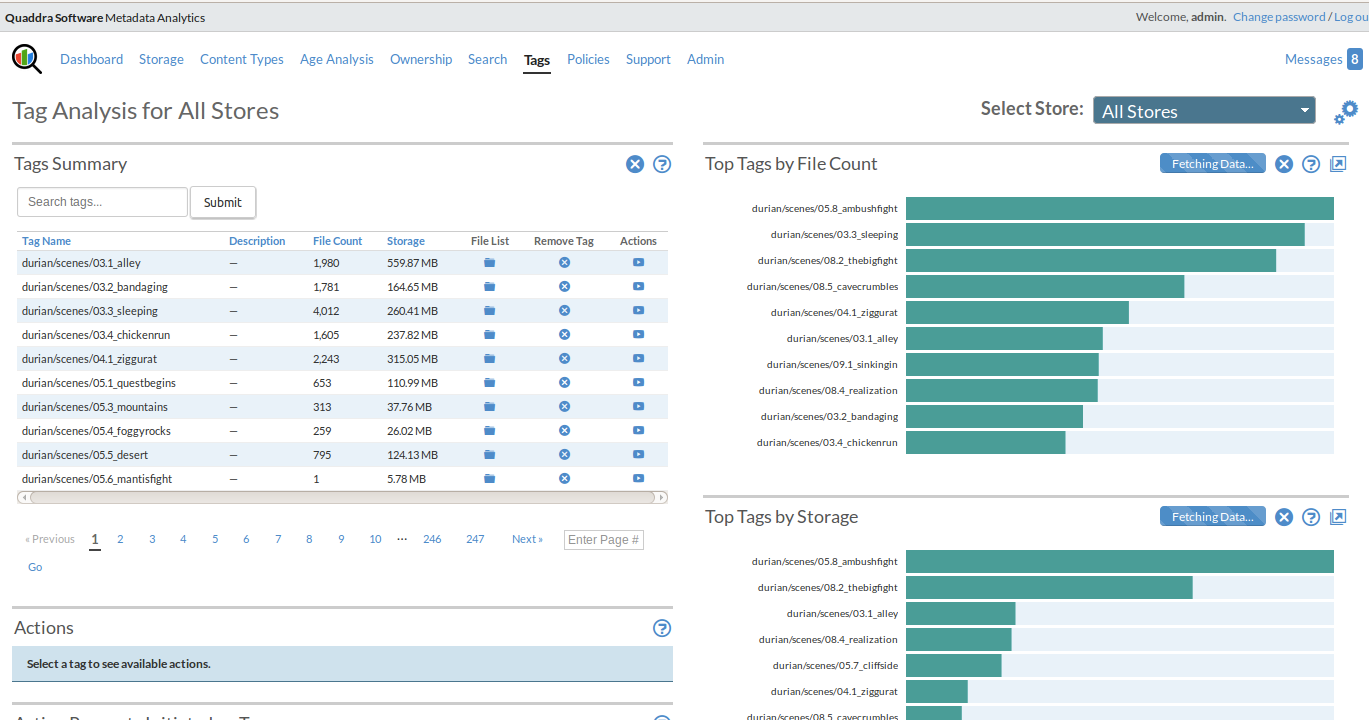 Quaddra Software Metadata Analytics
Welcome, admin. Change password / Log ou
Dashboard Storage Content Types Age Analysis Ownership Search Tags Policies Support Admin Messages 8
Tag Analysis for All Stores
Select Store: All Stores
Tags Summary
Search tags... Submit
Tag Name Description File Count Storage File List Remove Tag Actions
durian/scenes/03.1_alley — 1,980 559.87 MB
durian/scenes/03.2_bandaging — 1,781 164.65 MB
durian/scenes/03.3_sleeping — 4,012 260.41 MB
durian/scenes/03.4_chickenrun — 1,605 237.82 MB
durian/scenes/04.1_ziggurat — 2,243 315.05 MB
durian/scenes/05.1_questbegins — 653 110.99 MB
durian/scenes/05.3_mountains — 313 37.76 MB
durian/scenes/05.4_foggyrocks — 259 26.02 MB
durian/scenes/05.5_desert — 795 124.13 MB
durian/scenes/05.6_mantisfight — 1 5.78 MB
« Previous 1 2 3 4 5 6 7 8 9 10 ... 246 247 Next » Enter Page #
Go
Actions
Select a tag to see available actions.
Top Tags by File Count
Fetching Data...
durian/scenes/05.8_ambushfight
durian/scenes/03.3_sleeping
durian/scenes/08.2_thebigfight
durian/scenes/08.5_cavecrumbles
durian/scenes/04.1_ziggurat
durian/scenes/03.1_alley
durian/scenes/09.1_sinkingin
durian/scenes/08.4_realization
durian/scenes/03.2_bandaging
durian/scenes/03.4_chickenrun
Top Tags by Storage
Fetching Data...
durian/scenes/05.8_ambushfight
durian/scenes/08.2_thebigfight
durian/scenes/03.1_alley
durian/scenes/08.4_realization
durian/scenes/05.7_cliffside
durian/scenes/04.1_ziggurat
durian/scenes/08.5_cavecrumbles